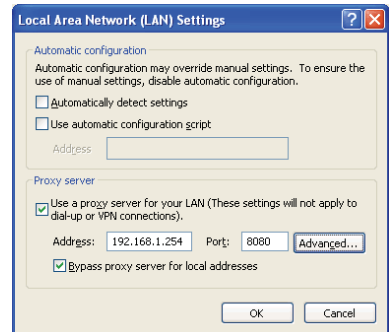 Local Area Network (LAN) Settings
Automatic configuration
Automatic configuration may override manual settings. To ensure the
use of manual settings, disable automatic configuration.
Automatically detect settings
Use automatic configuration script
Address
Proxy server
Use a proxy server for your LAN (These settings will not apply to
dial-up or VPN connections).
Address: 192.168.1.254 Port: 8080 Advanced...
Bypass proxy server for local addresses
OK Cancel